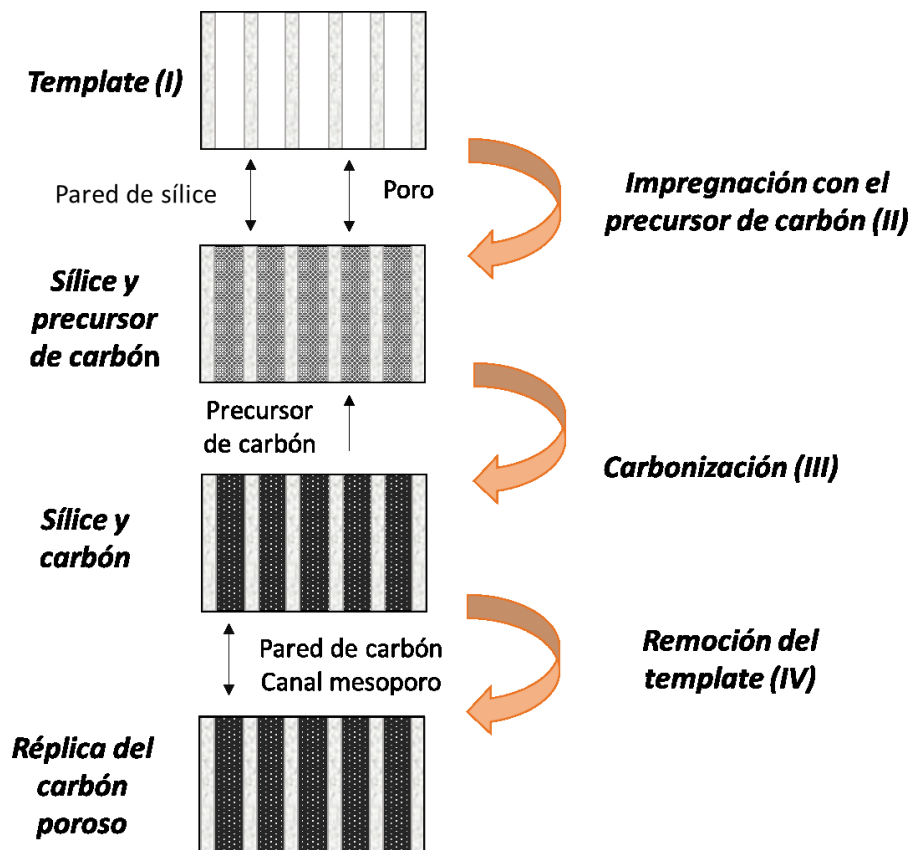 Template (I)
Pared de sílice
Poro
Impregnación con el
precursor de carbón (II)
Sílice y
precursor
de carbón
Precursor
de carbón
Carbonización (III)
Sílice y
carbón
Pared de carbón
Canal mesoporo
Remoción del
template (IV)
Réplica del
carbón
poroso